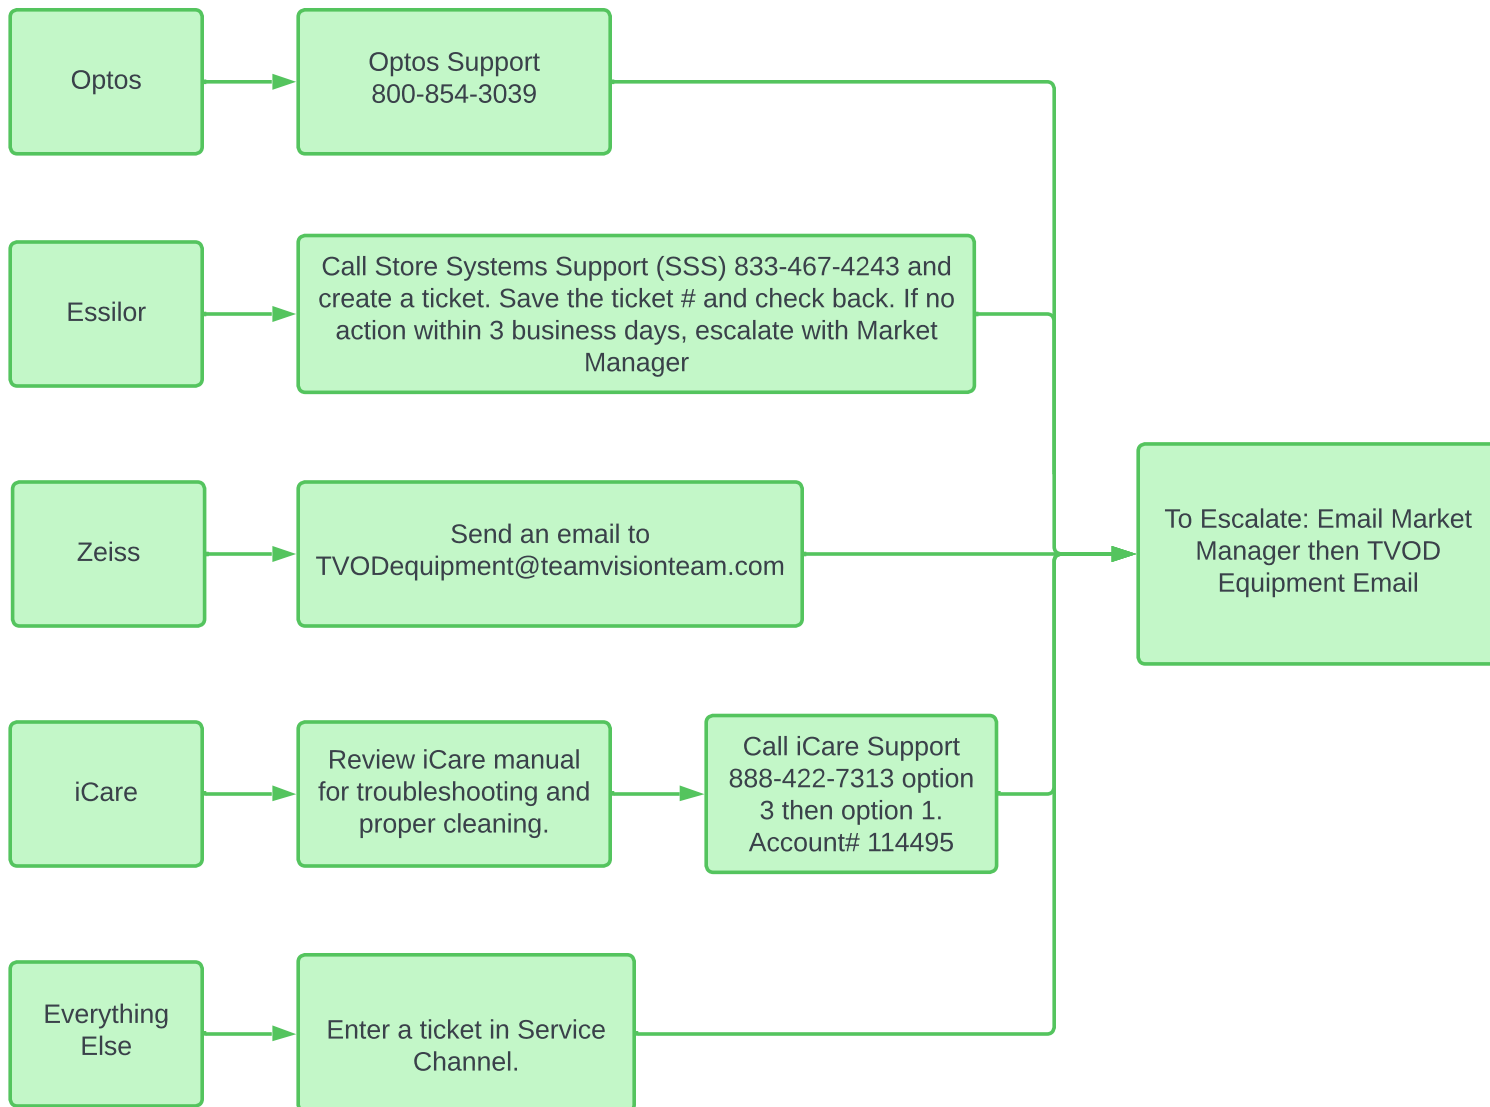 Optos
Optos Support
800-854-3039
Essilor
Call Store Systems Support (SSS) 833-467-4243 and
create a ticket. Save the ticket # and check back. If no
action within 3 business days, escalate with Market
Manager
Zeiss
Send an email to
TVODequipment@teamvisionteam.com
To Escalate: Email Market
Manager then TVOD
Equipment Email
iCare
Review iCare manual
for troubleshooting and
proper cleaning.
Call iCare Support
888-422-7313 option
3 then option 1.
Account# 114495
Everything
Else
Enter a ticket in Service
Channel.